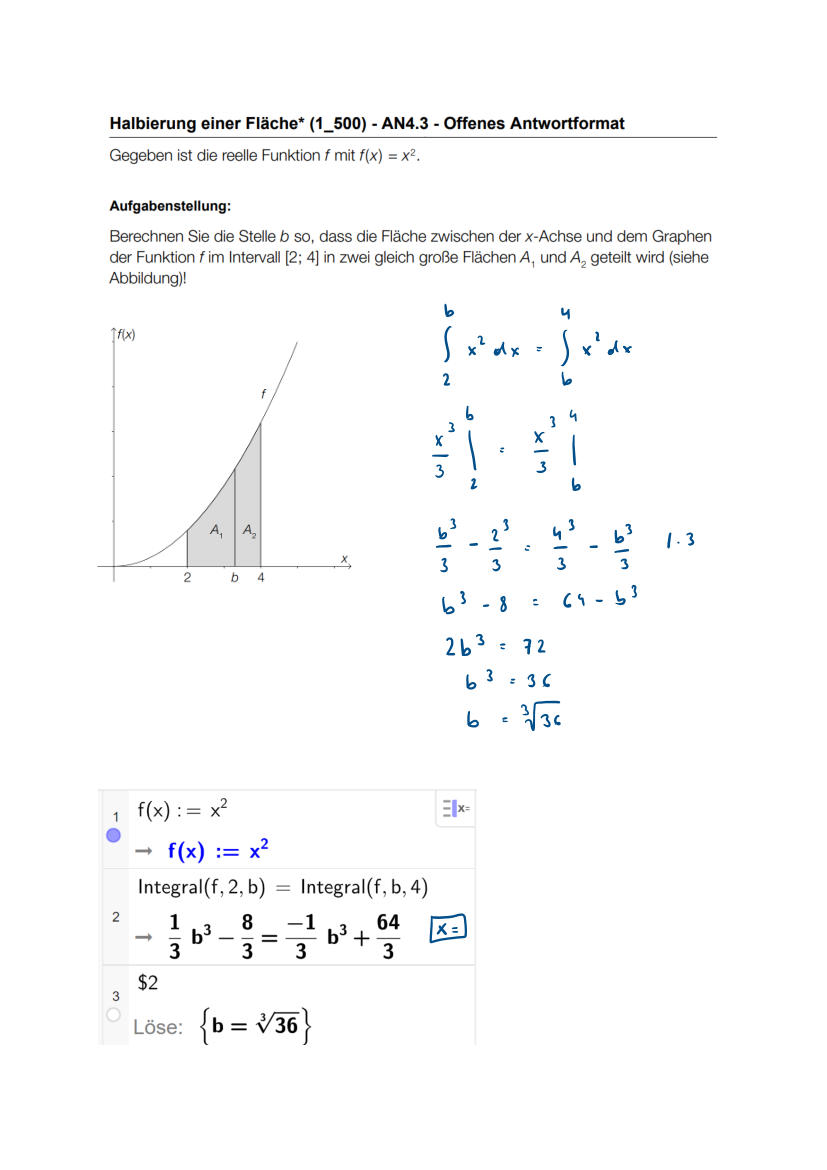 Halbierung einer Fläche* (1_500) - AN4.3 - Offenes Antwortformat
Gegeben ist die reelle Funktion f mit f(x) = x².
Aufgabenstellung:
Berechnen Sie die Stelle b so, dass die Fläche zwischen der x-Achse und dem Graphen
der Funktion f im Intervall [2; 4] in zwei gleich große Flächen A₁ und A₂ geteilt wird (siehe
Abbildung)!
f(x)
f
A₁ A₂
x
2 b 4
∫₂ᵇ x² dx = ∫ᵇ⁴ x² dx
x³/3 |₂ᵇ = x³/3 |ᵇ⁴
b³/3 - 2³/3 = 4³/3 - b³/3 | · 3
b³ - 8 = 64 - b³
2b³ = 72
b³ = 36
b = ³√36
1 f(x) := x² x=
→ f(x) := x²
Integral(f, 2, b) = Integral(f, b, 4)
2 → 1/3 b³ − 8/3 = −1/3 b³ + 64/3 x =
3 $2
Löse: {b = ³√36}